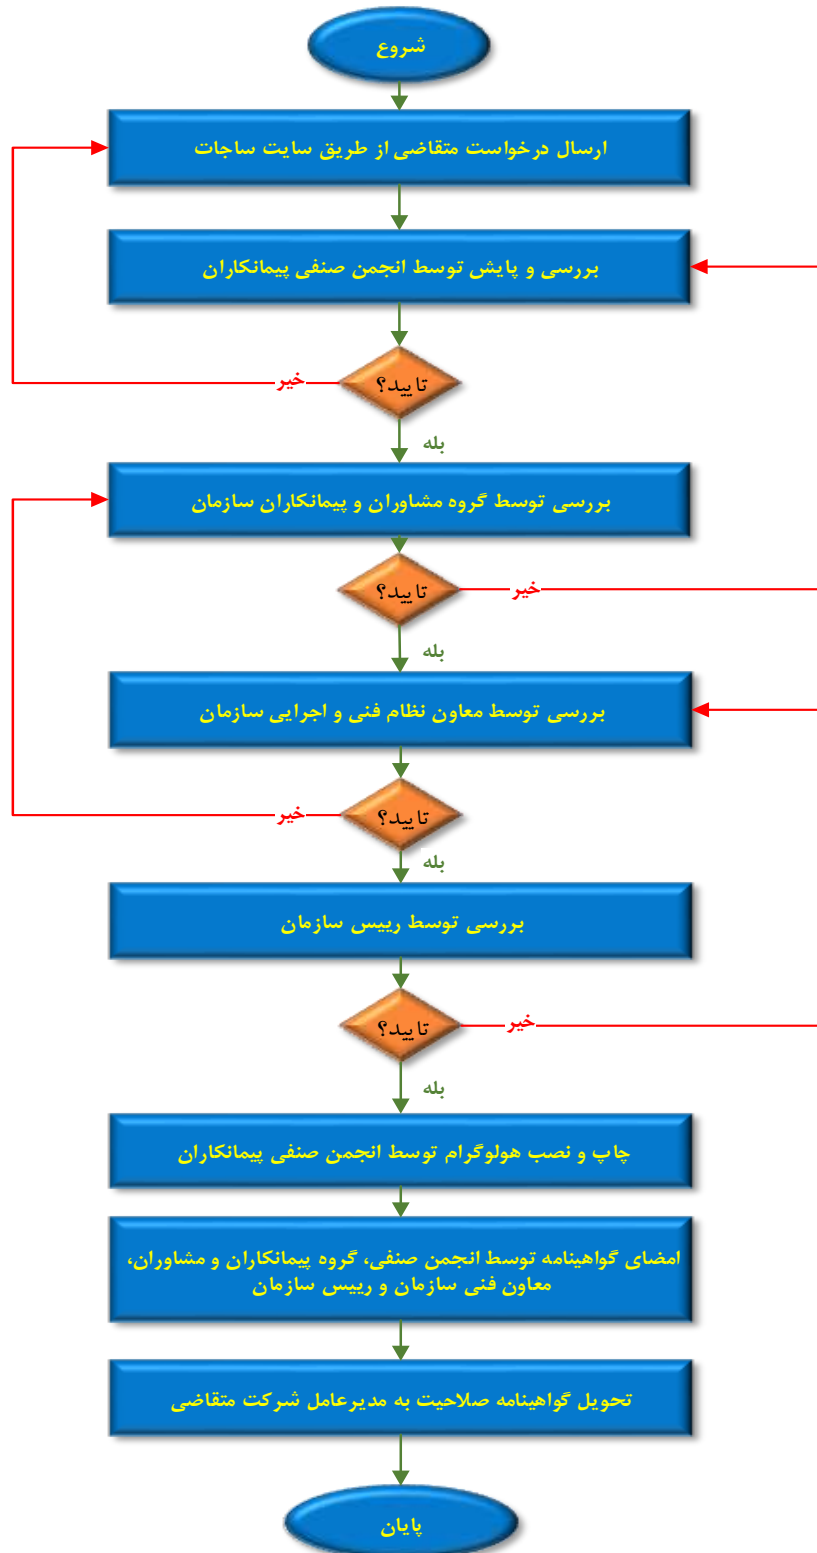 شروع
ارسال درخواست متقاضی از طریق سایت ساجات
بررسی و پایش توسط انجمن صنفی پیمانکاران
تایید؟
خیر
بله
بررسی توسط گروه مشاوران و پیمانکاران سازمان
تایید؟
خیر
بله
بررسی توسط معاون نظام فنی و اجرایی سازمان
تایید؟
خیر
بله
بررسی توسط رییس سازمان
تایید؟
خیر
بله
چاپ و نصب هولوگرام توسط انجمن صنفی پیمانکاران
امضای گواهینامه توسط انجمن صنفی، گروه پیمانکاران و مشاوران،
معاون فنی سازمان و رییس سازمان
تحویل گواهینامه صلاحیت به مدیرعامل شرکت متقاضی
پایان